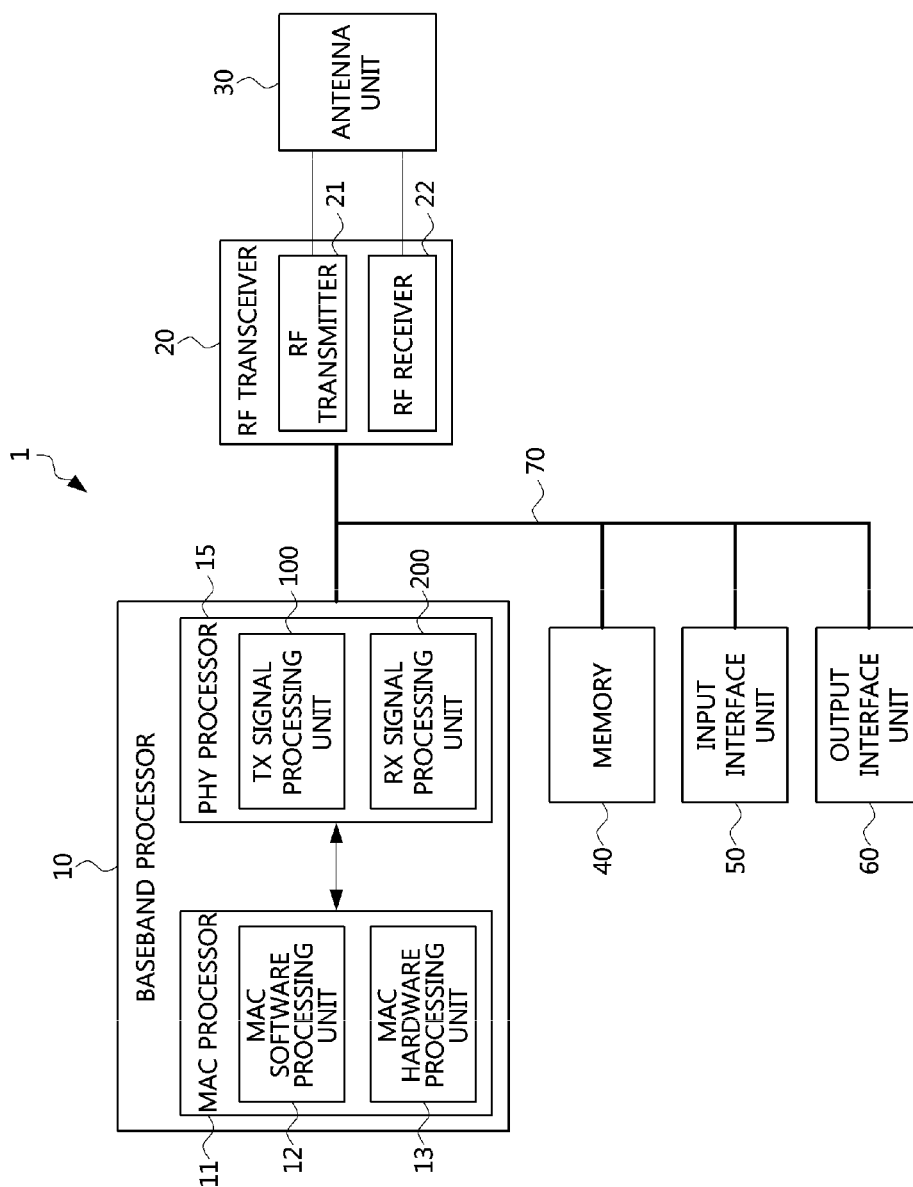 1
10
BASEBAND PROCESSOR
11
MAC PROCESSOR
12
MAC
SOFTWARE
PROCESSING
UNIT
13
MAC
HARDWARE
PROCESSING
UNIT
15
PHY PROCESSOR
100
TX SIGNAL
PROCESSING
UNIT
200
RX SIGNAL
PROCESSING
UNIT
20
RF TRANSCEIVER
21
RF
TRANSMITTER
22
RF RECEIVER
30
ANTENNA
UNIT
70
40
MEMORY
50
INPUT
INTERFACE
UNIT
60
OUTPUT
INTERFACE
UNIT